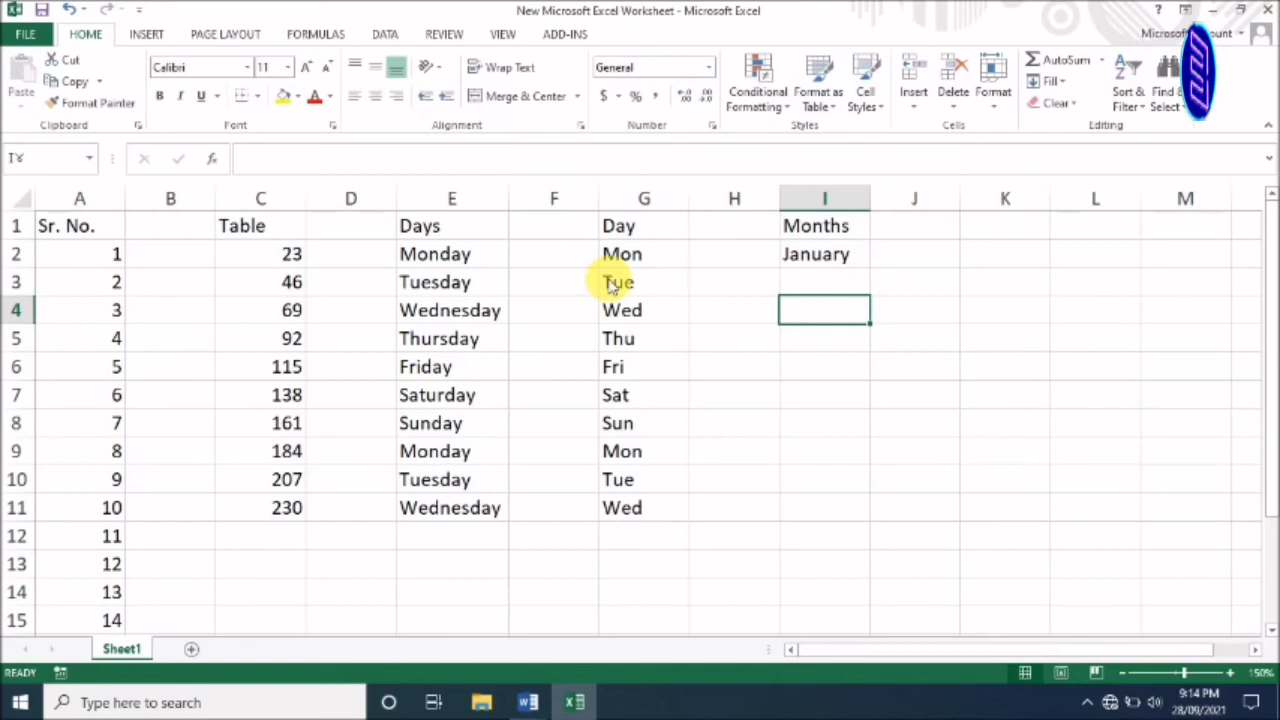 New Microsoft Excel Worksheet - Microsoft Excel
FILE HOME INSERT PAGE LAYOUT FORMULAS DATA REVIEW VIEW ADD-INS
Cut
Copy
Format Painter
Paste
Clipboard
Calibri 11
B I U
Font
Wrap Text
Merge & Center
Alignment
General
$ % ,
Number
Conditional Formatting
Format as Table
Cell Styles
Styles
Insert Delete Format
Cells
AutoSum
Fill
Clear
Sort & Filter
Find & Select
Editing
fx
A B C D E F G H I J K L M
1 Sr. No. Table Days Day Months
2 1 23 Monday Mon January
3 2 46 Tuesday Tue
4 3 69 Wednesday Wed
5 4 92 Thursday Thu
6 5 115 Friday Fri
7 6 138 Saturday Sat
8 7 161 Sunday Sun
9 8 184 Monday Mon
10 9 207 Tuesday Tue
11 10 230 Wednesday Wed
12 11
13 12
14 13
15 14
Sheet1
READY 150%
Type here to search
9:14 PM
28/09/2021